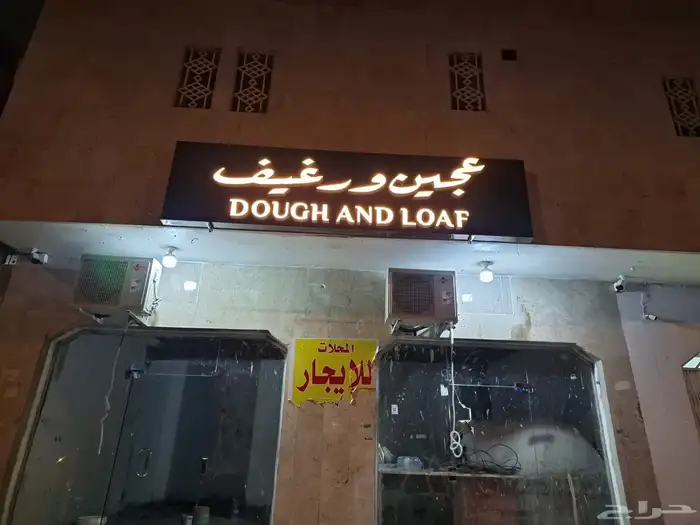 عجين ورغيف
DOUGH AND LOAF
المحلات
للايجار
حراج